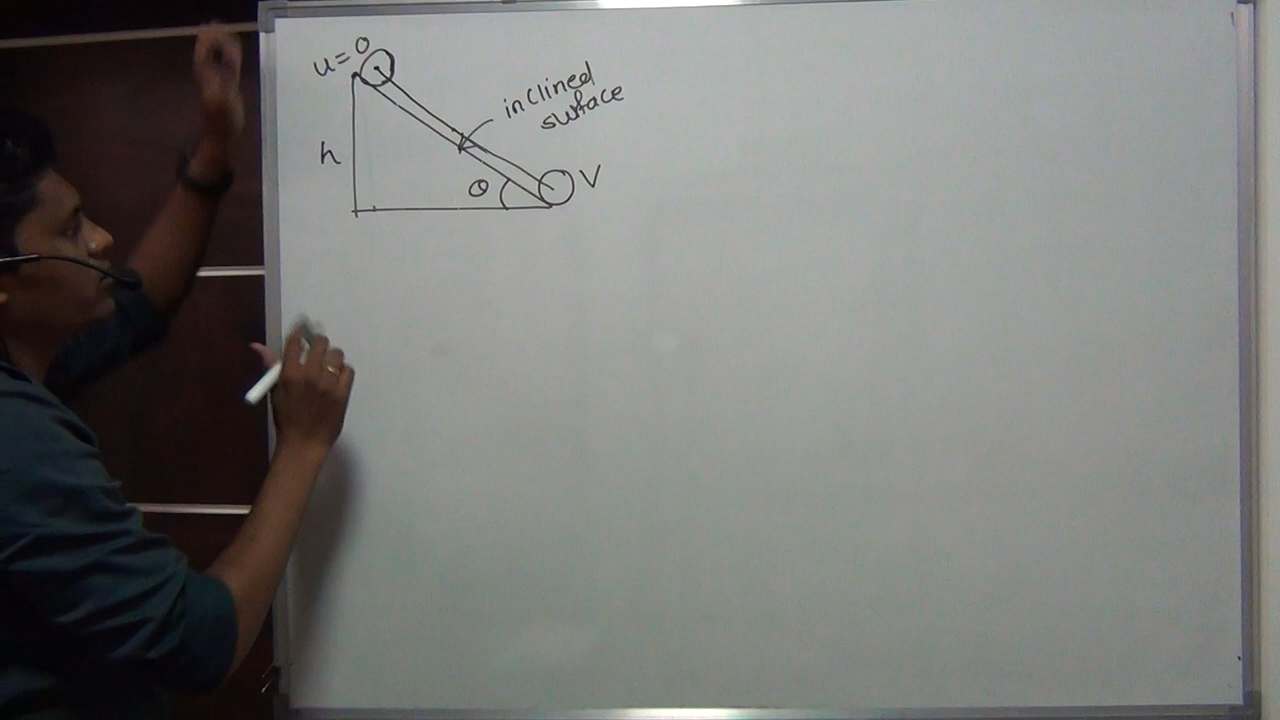 u=0
inclined
surface
h
θ
V